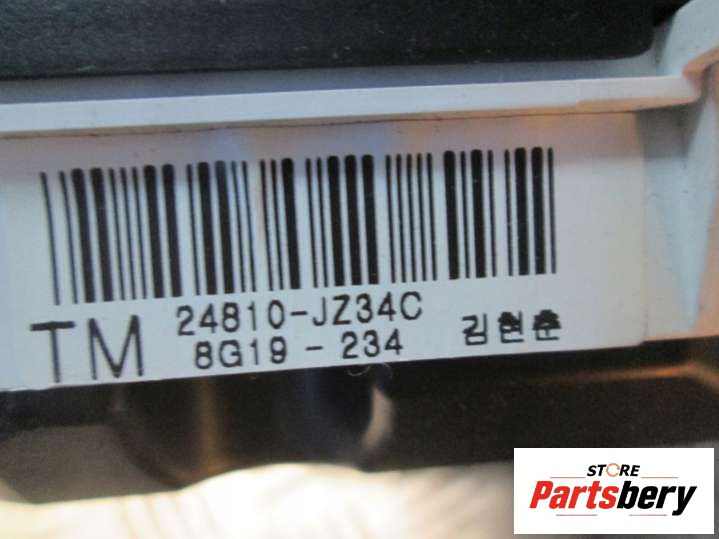 TM 24810-JZ34C
8G19-234 김현춘
STORE
Partsbery